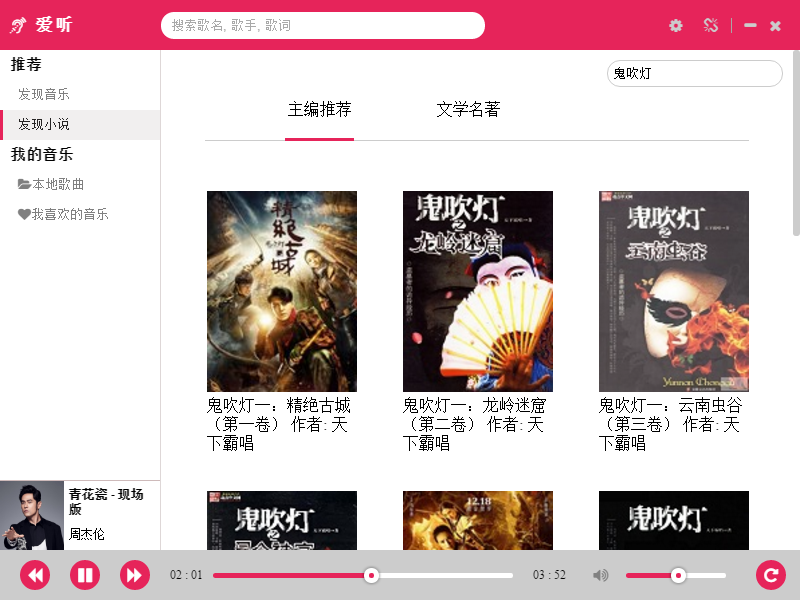 爱听
搜索歌名, 歌手, 歌词
推荐
发现音乐
发现小说
我的音乐
本地歌曲
我喜欢的音乐
鬼吹灯
主编推荐
文学名著
精绝古城
鬼吹灯
之
龙岭迷窟
鬼吹灯
之
云南虫谷
Yunnan Chonggu
鬼吹灯一：精绝古城
（第一卷） 作者: 天
下霸唱
鬼吹灯一：龙岭迷窟
（第二卷） 作者: 天
下霸唱
鬼吹灯一：云南虫谷
（第三卷） 作者: 天
下霸唱
鬼吹灯
12.18
鬼吹灯
青花瓷 - 现场
版
周杰伦
02 : 01
03 : 52